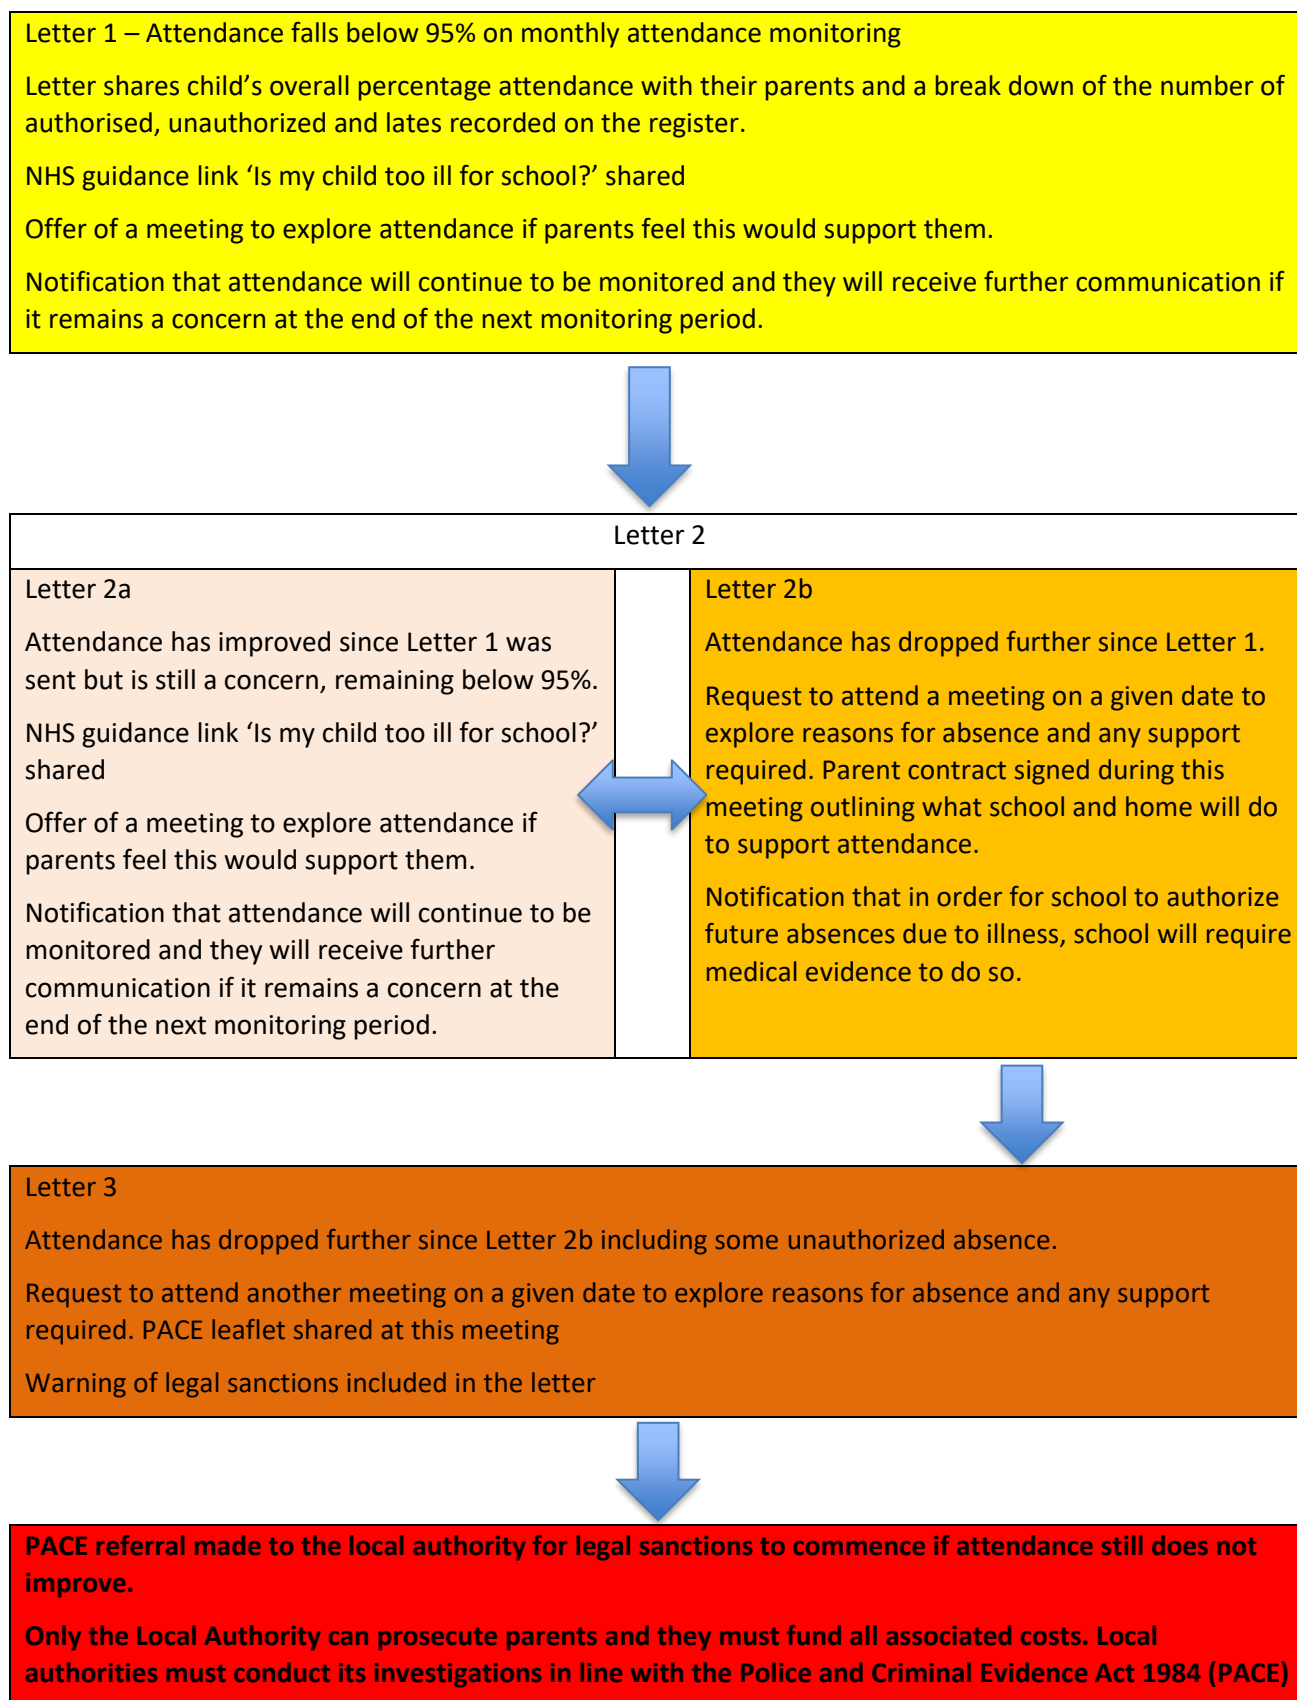 Letter 1 – Attendance falls below 95% on monthly attendance monitoring
Letter shares child’s overall percentage attendance with their parents and a break down of the number of
authorised, unauthorized and lates recorded on the register.
NHS guidance link ‘Is my child too ill for school?’ shared
Offer of a meeting to explore attendance if parents feel this would support them.
Notification that attendance will continue to be monitored and they will receive further communication if
it remains a concern at the end of the next monitoring period.
Letter 2
Letter 2a
Attendance has improved since Letter 1 was
sent but is still a concern, remaining below 95%.
NHS guidance link ‘Is my child too ill for school?’
shared
Offer of a meeting to explore attendance if
parents feel this would support them.
Notification that attendance will continue to be
monitored and they will receive further
communication if it remains a concern at the
end of the next monitoring period.
Letter 2b
Attendance has dropped further since Letter 1.
Request to attend a meeting on a given date to
explore reasons for absence and any support
required. Parent contract signed during this
meeting outlining what school and home will do
to support attendance.
Notification that in order for school to authorize
future absences due to illness, school will require
medical evidence to do so.
Letter 3
Attendance has dropped further since Letter 2b including some unauthorized absence.
Request to attend another meeting on a given date to explore reasons for absence and any support
required. PACE leaflet shared at this meeting
Warning of legal sanctions included in the letter
PACE referral made to the local authority for legal sanctions to commence if attendance still does not
improve.
Only the Local Authority can prosecute parents and they must fund all associated costs. Local
authorities must conduct its investigations in line with the Police and Criminal Evidence Act 1984 (PACE)